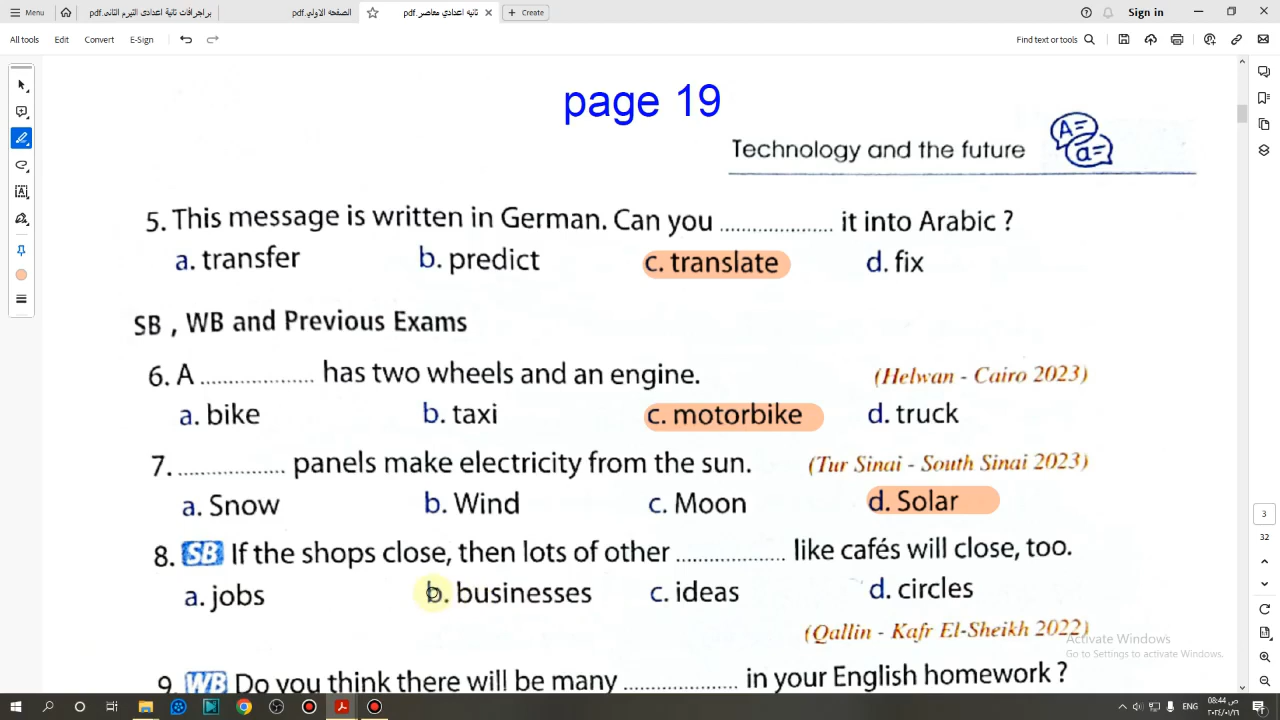 Menu
براجرافات تانية اعدادي التيرم التاني.pdf
الصفحة الاولي.pdf
تانيه اعدادي معاصر.pdf
+ Create
Sign in
All tools Edit Convert E-Sign
Find text or tools
page 19
Technology and the future
A= a=
5. This message is written in German. Can you .................... it into Arabic ?
a. transfer b. predict c. translate d. fix
SB , WB and Previous Exams
6. A .................... has two wheels and an engine. (Helwan - Cairo 2023)
a. bike b. taxi c. motorbike d. truck
7. .................... panels make electricity from the sun. (Tur Sinai - South Sinai 2023)
a. Snow b. Wind c. Moon d. Solar
8. SB If the shops close, then lots of other .................... like cafés will close, too.
a. jobs b. businesses c. ideas d. circles
(Qallin - Kafr El-Sheikh 2022)
9 WB Do you think there will be many .................... in your English homework ?
3
32
Activate Windows
Go to Settings to activate Windows.
ENG
08:44 ص